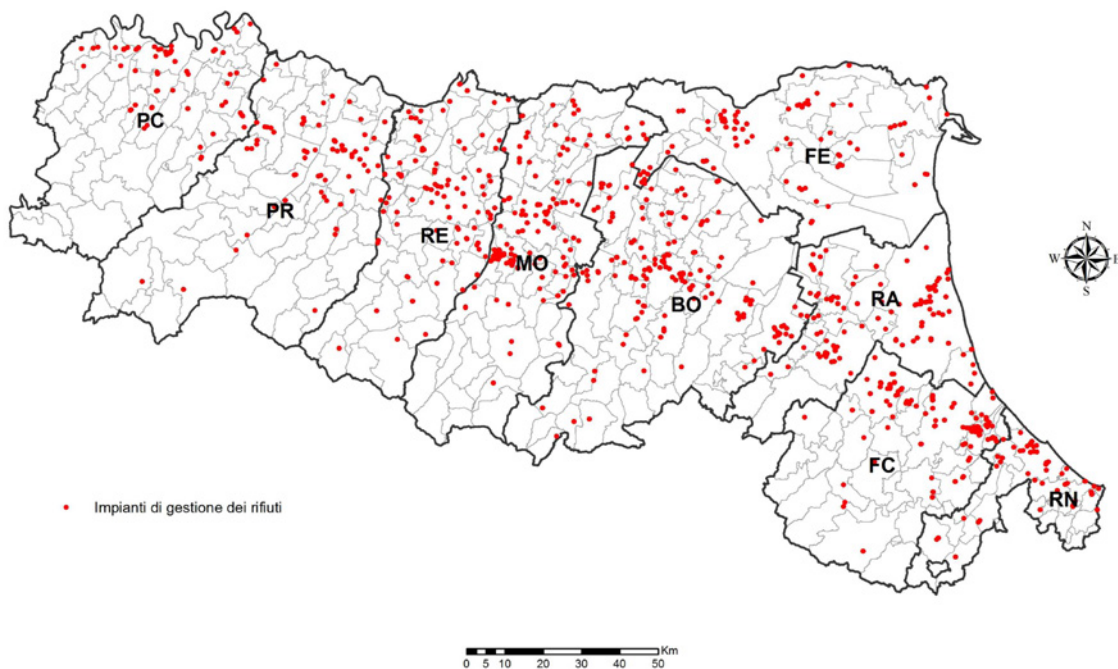 PC
PR
RE
MO
BO
FE
RA
FC
RN
N
W E
S
Impianti di gestione dei rifiuti
Km
0 5 10 20 30 40 50